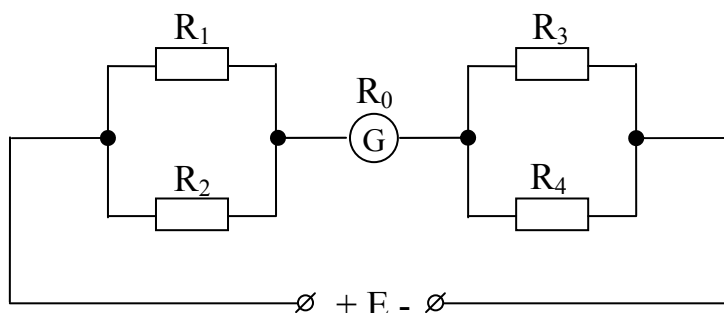 R₁ R₃
R₀
G
R₂ R₄
+ E -